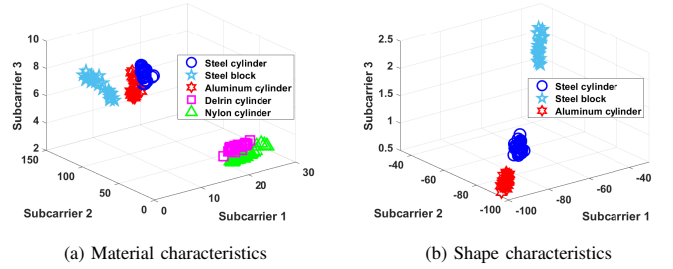 10
8
6
4
2
Subcarrier 3
150
100
50
0
Subcarrier 2
0
10
20
30
Subcarrier 1
Steel cylinder
Steel block
Aluminum cylinder
Delrin cylinder
Nylon cylinder
(a) Material characteristics
2.5
2
1.5
1
0.5
Subcarrier 3
-40
-60
-80
-100
Subcarrier 2
-100
-80
-60
-40
Subcarrier 1
Steel cylinder
Steel block
Aluminum cylinder
(b) Shape characteristics